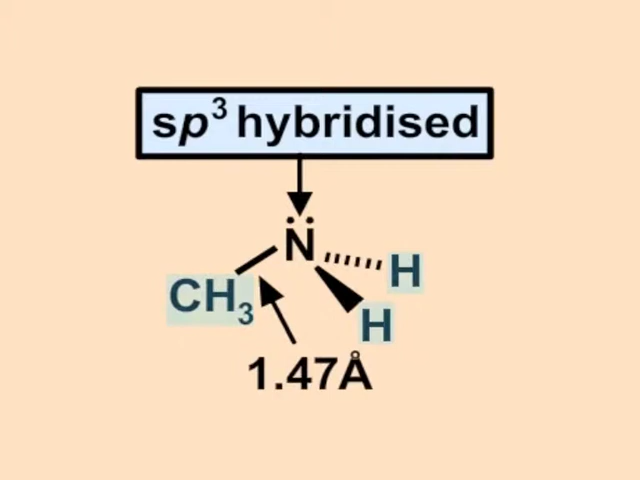 sp³ hybridised
N
H
CH₃
H
1.47Å